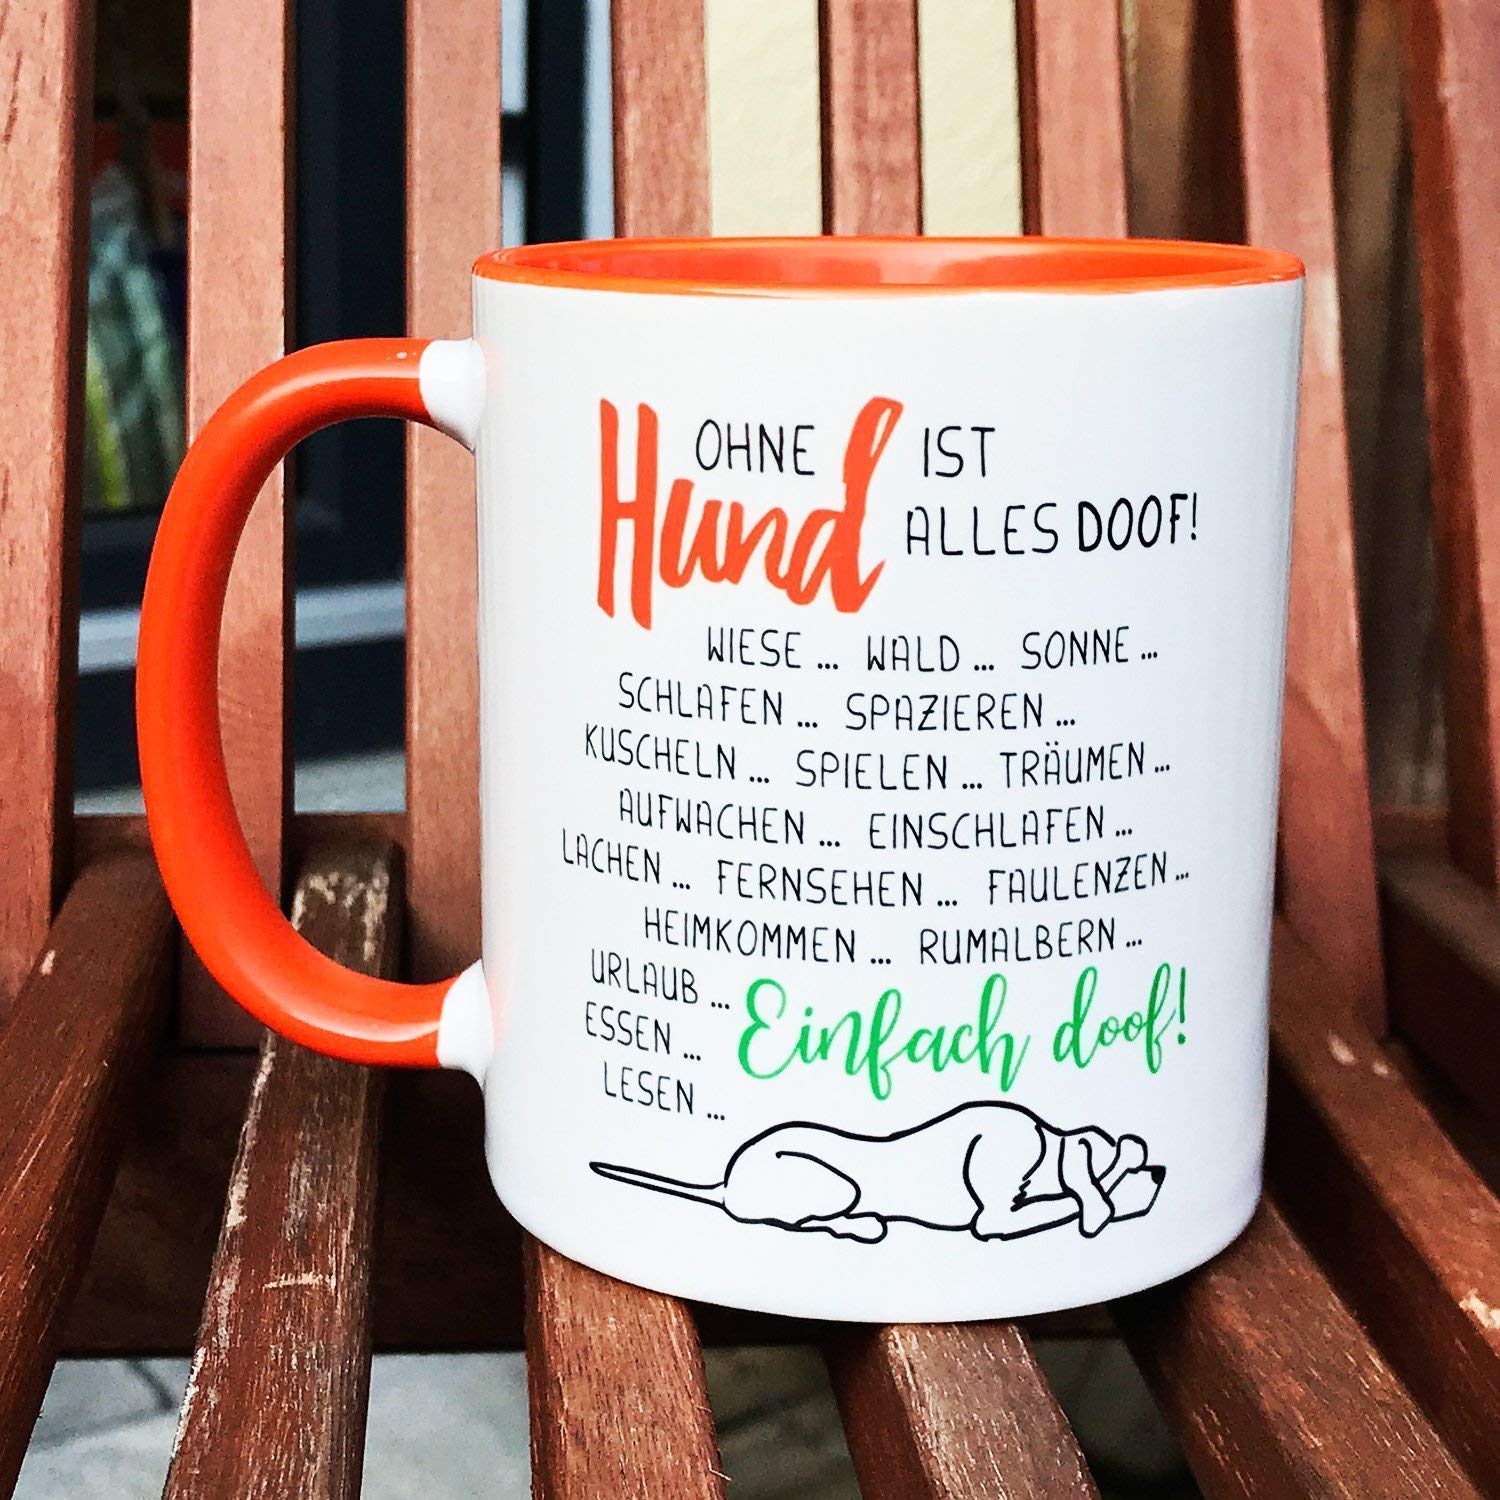 OHNE Hund IST
ALLES DOOF!
WIESE ... WALD ... SONNE ...
SCHLAFEN ... SPAZIEREN ...
KUSCHELN ... SPIELEN ... TRÄUMEN ...
AUFWACHEN ... EINSCHLAFEN ...
LACHEN ... FERNSEHEN ... FAULENZEN ...
HEIMKOMMEN ... RUMALBERN ...
URLAUB ...
ESSEN ... Einfach doof!
LESEN ...